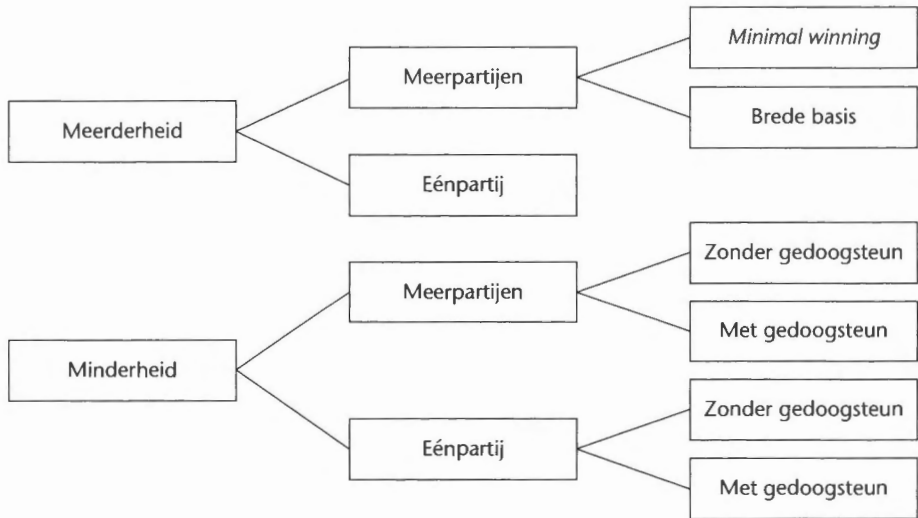 Minimal winning
Meerpartijen
Brede basis
Meerderheid
Eénpartij
Zonder gedoogsteun
Meerpartijen
Met gedoogsteun
Minderheid
Zonder gedoogsteun
Eénpartij
Met gedoogsteun